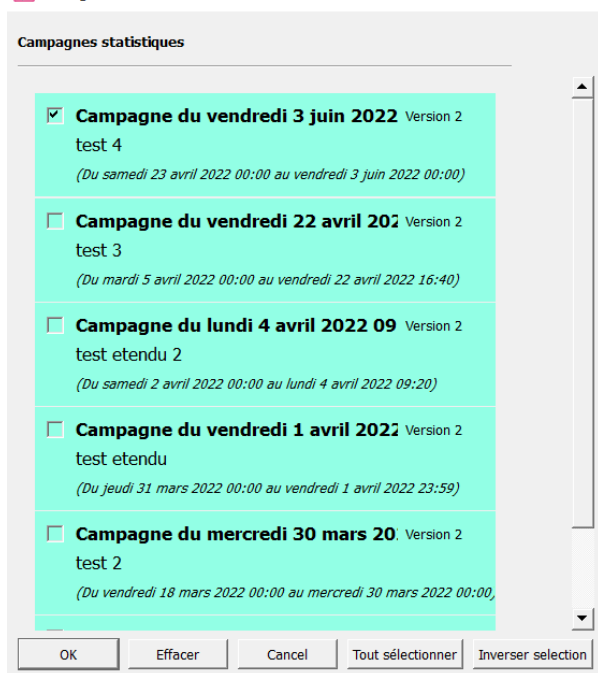 Campagnes statistiques
Campagne du vendredi 3 juin 2022 Version 2
test 4
(Du samedi 23 avril 2022 00:00 au vendredi 3 juin 2022 00:00)
Campagne du vendredi 22 avril 202 Version 2
test 3
(Du mardi 5 avril 2022 00:00 au vendredi 22 avril 2022 16:40)
Campagne du lundi 4 avril 2022 09 Version 2
test etendu 2
(Du samedi 2 avril 2022 00:00 au lundi 4 avril 2022 09:20)
Campagne du vendredi 1 avril 2022 Version 2
test etendu
(Du jeudi 31 mars 2022 00:00 au vendredi 1 avril 2022 23:59)
Campagne du mercredi 30 mars 20 Version 2
test 2
(Du vendredi 18 mars 2022 00:00 au mercredi 30 mars 2022 00:00)
OK Effacer Cancel Tout sélectionner Inverser selection